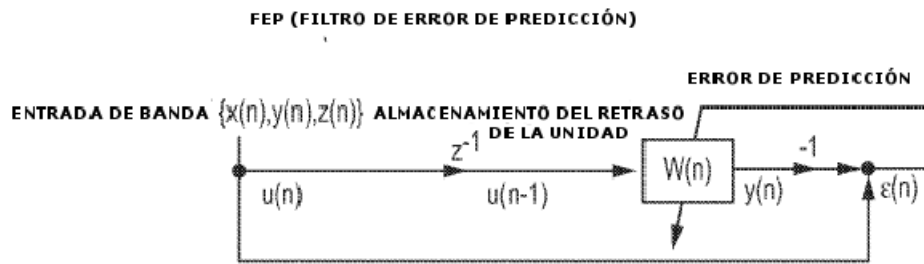 FEP (FILTRO DE ERROR DE PREDICCIÓN)
ERROR DE PREDICCIÓN
ENTRADA DE BANDA {x(n),y(n),z(n)} ALMACENAMIENTO DEL RETRASO
DE LA UNIDAD
z⁻¹
W(n)
-1
u(n)
u(n-1)
y(n)
ε(n)